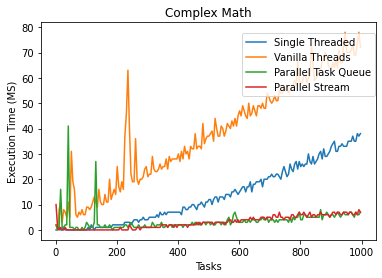 Complex Math
Single Threaded
Vanilla Threads
Parallel Task Queue
Parallel Stream
Execution Time (MS)
80
70
60
50
40
30
20
10
0
0
200
400
600
800
1000
Tasks